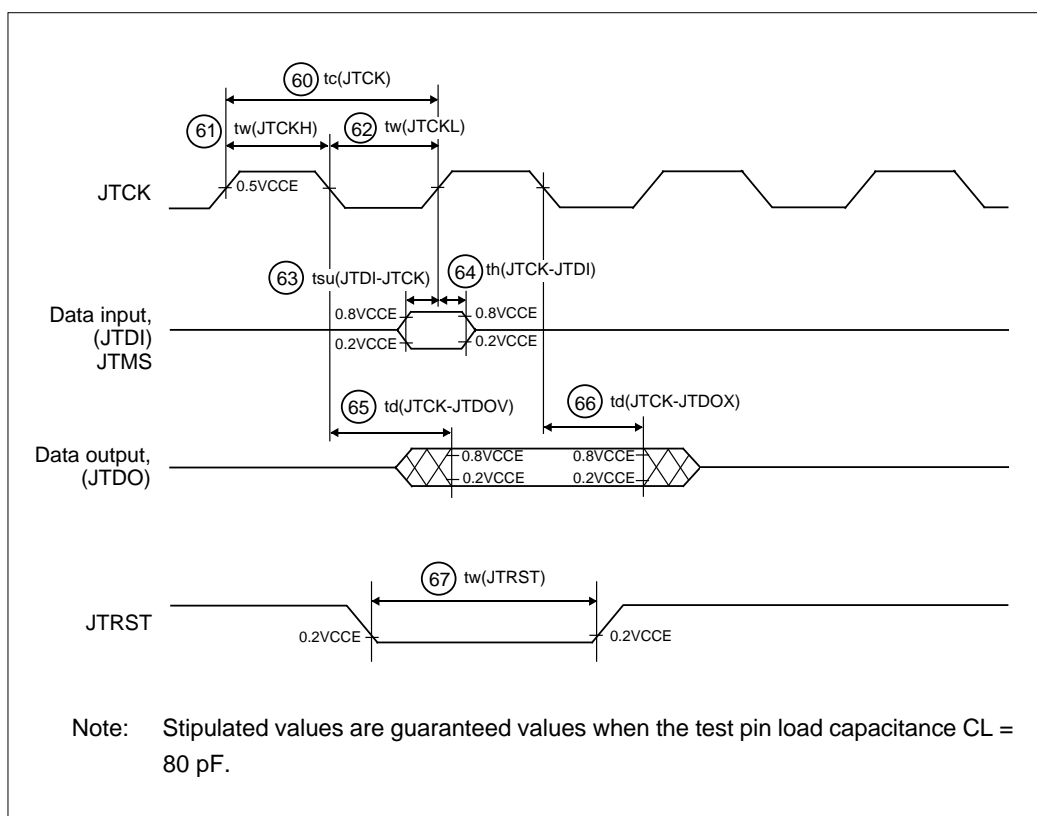 60 tc(JTCK)
61 tw(JTCKH) 62 tw(JTCKL)
JTCK 0.5VCCE
63 tsu(JTDI-JTCK) 64 th(JTCK-JTDI)
Data input,
(JTDI)
JTMS
0.8VCCE 0.8VCCE
0.2VCCE 0.2VCCE
65 td(JTCK-JTDOV) 66 td(JTCK-JTDOX)
Data output,
(JTDO)
0.8VCCE 0.8VCCE
0.2VCCE 0.2VCCE
67 tw(JTRST)
JTRST
0.2VCCE 0.2VCCE
Note: Stipulated values are guaranteed values when the test pin load capacitance CL =
80 pF.